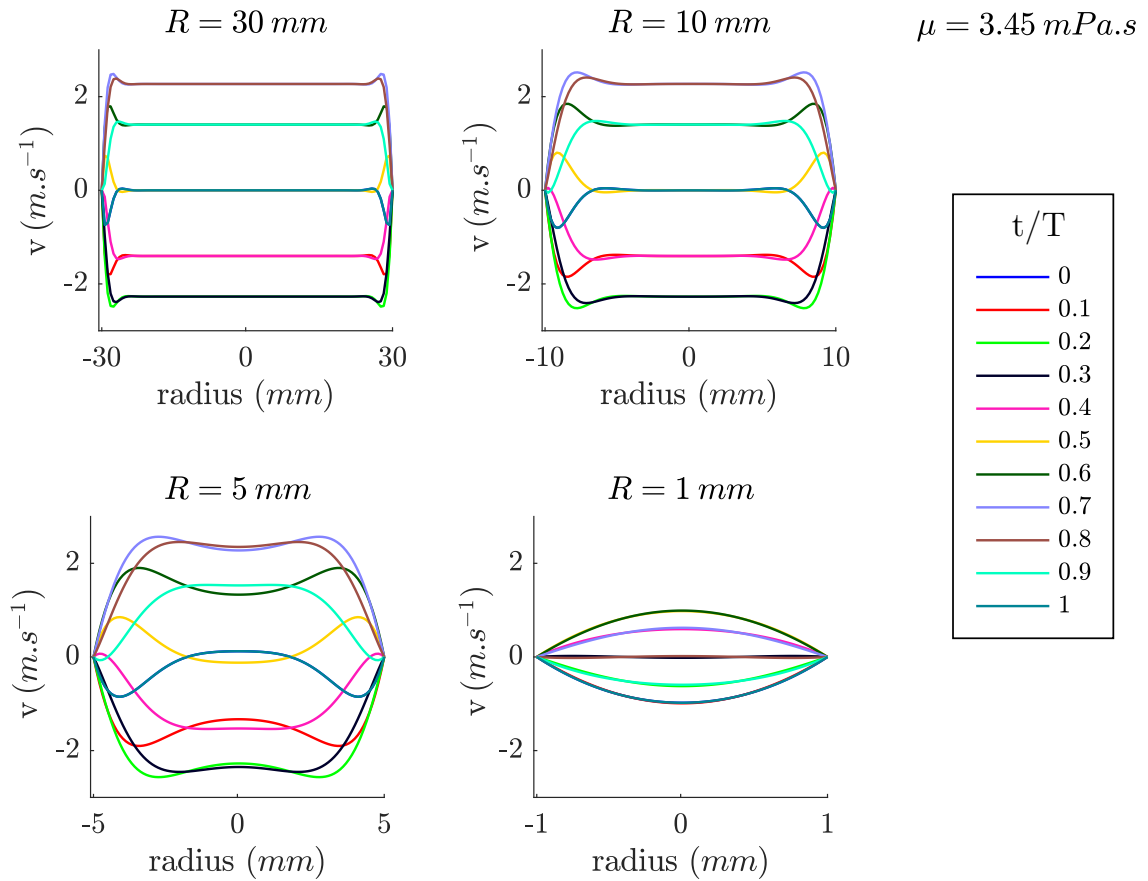 R = 30 mm
R = 10 mm
μ = 3.45 mPa.s
v (m.s⁻¹)
2
0
-2
-30
0
30
radius (mm)
v (m.s⁻¹)
2
0
-2
-10
0
10
radius (mm)
t/T
0
0.1
0.2
0.3
0.4
0.5
0.6
0.7
0.8
0.9
1
R = 5 mm
R = 1 mm
v (m.s⁻¹)
2
0
-2
-5
0
5
radius (mm)
v (m.s⁻¹)
2
0
-2
-1
0
1
radius (mm)